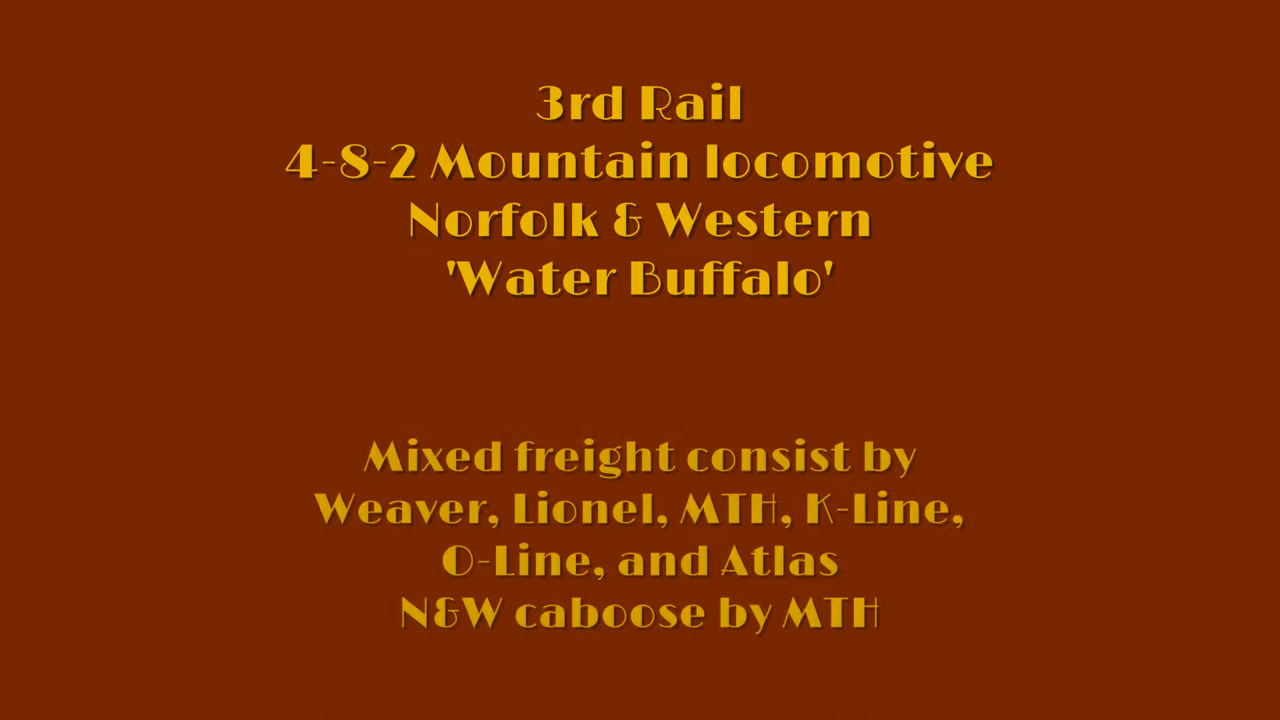 3rd Rail
4-8-2 Mountain locomotive
Norfolk & Western
'Water Buffalo'
Mixed freight consist by
Weaver, Lionel, MTH, K-Line,
O-Line, and Atlas
N&W caboose by MTH